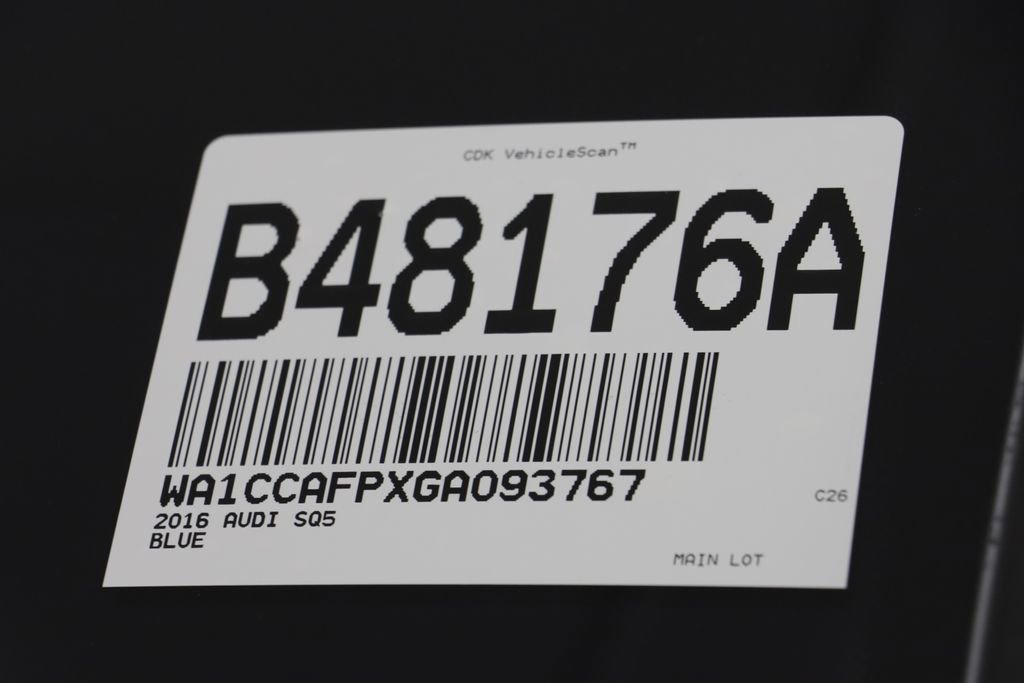 CDK VehicleScan™
B48176A
WA1CCAFPXGA093767
2016 AUDI SQ5
C26
BLUE
MAIN LOT